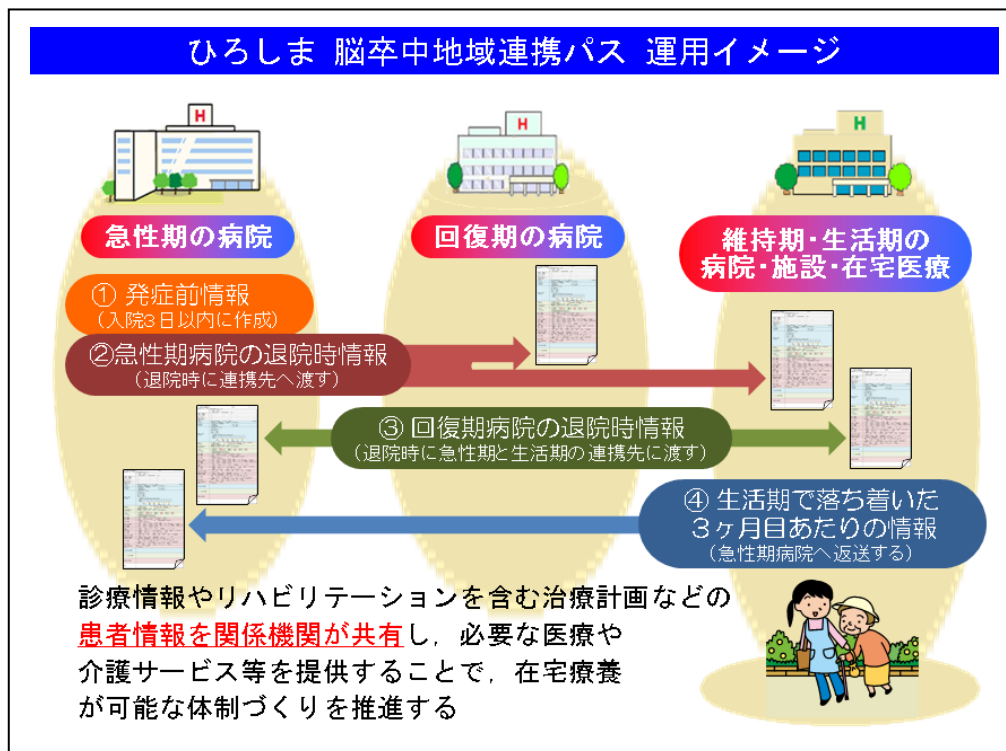 ひろしま 脳卒中地域連携パス 運用イメージ
H
H
H
急性期の病院
回復期の病院
維持期・生活期の
病院・施設・在宅医療
① 発症前情報
(入院3日以内に作成)
②急性期病院の退院時情報
(退院時に連携先へ渡す)
③ 回復期病院の退院時情報
(退院時に急性期と生活期の連携先に渡す)
④ 生活期で落ち着いた
3ヶ月目あたりの情報
(急性期病院へ返送する)
診療情報やリハビリテーションを含む治療計画などの
患者情報を関係機関が共有し,必要な医療や
介護サービス等を提供することで,在宅療養
が可能な体制づくりを推進する